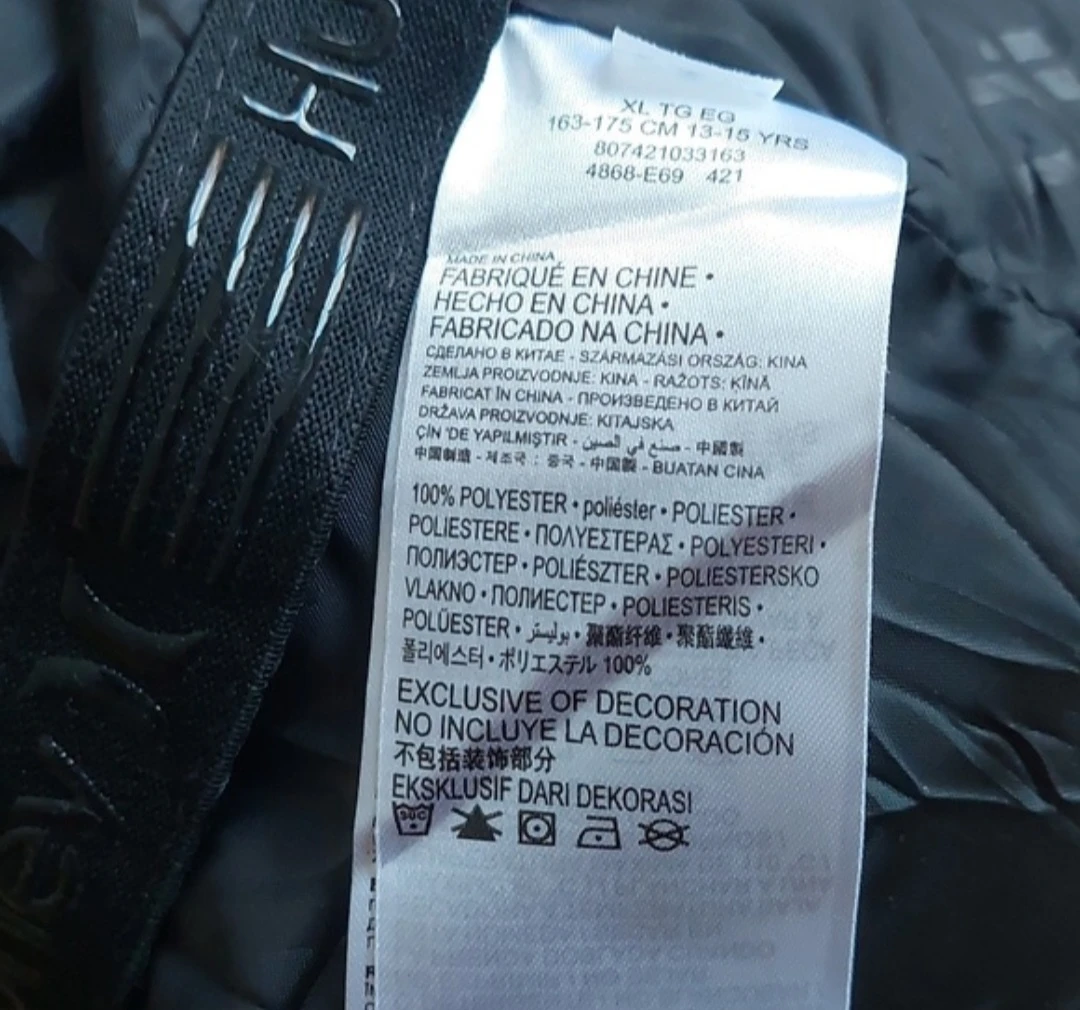 HU
XL TG EG
163-175 CM 13-15 YRS
807421033163
4868-E69 421
MADE IN CHINA
FABRIQUÉ EN CHINE •
HECHO EN CHINA •
FABRICADO NA CHINA •
СДЕЛАНО В КИТАЕ - SZÁRMAZÁSI ORSZÁG: KINA
ZEMLJA PROIZVODNJE: KINA - RAŽOTS: ĶĪNĀ
FABRICAT ÎN CHINA - ПРОИЗВЕДЕНО В КИТАЙ
DRŽAVA PROIZVODNJE: KITAJSKA
ÇİN 'DE YAPILMIŞTIR - صنع في الصين - 中國製
中国制造 - 제조국 : 중국 - 中国製 - BUATAN CINA
100% POLYESTER • poliéster • POLIESTER •
POLIESTERE • ΠΟΛΥΕΣΤΕΡΑΣ • POLYESTERI •
ПОЛИЭСТЕР • POLIÉSZTER • POLIESTERSKO
VLAKNO • ПОЛИЕСТЕР • POLIESTERIS •
POLÜESTER • بوليستر • 聚酯纤维 • 聚酯纖維 •
폴리에스터 • ポリエステル 100%
EXCLUSIVE OF DECORATION
NO INCLUYE LA DECORACIÓN
不包括装饰部分
EKSKLUSIF DARI DEKORASI